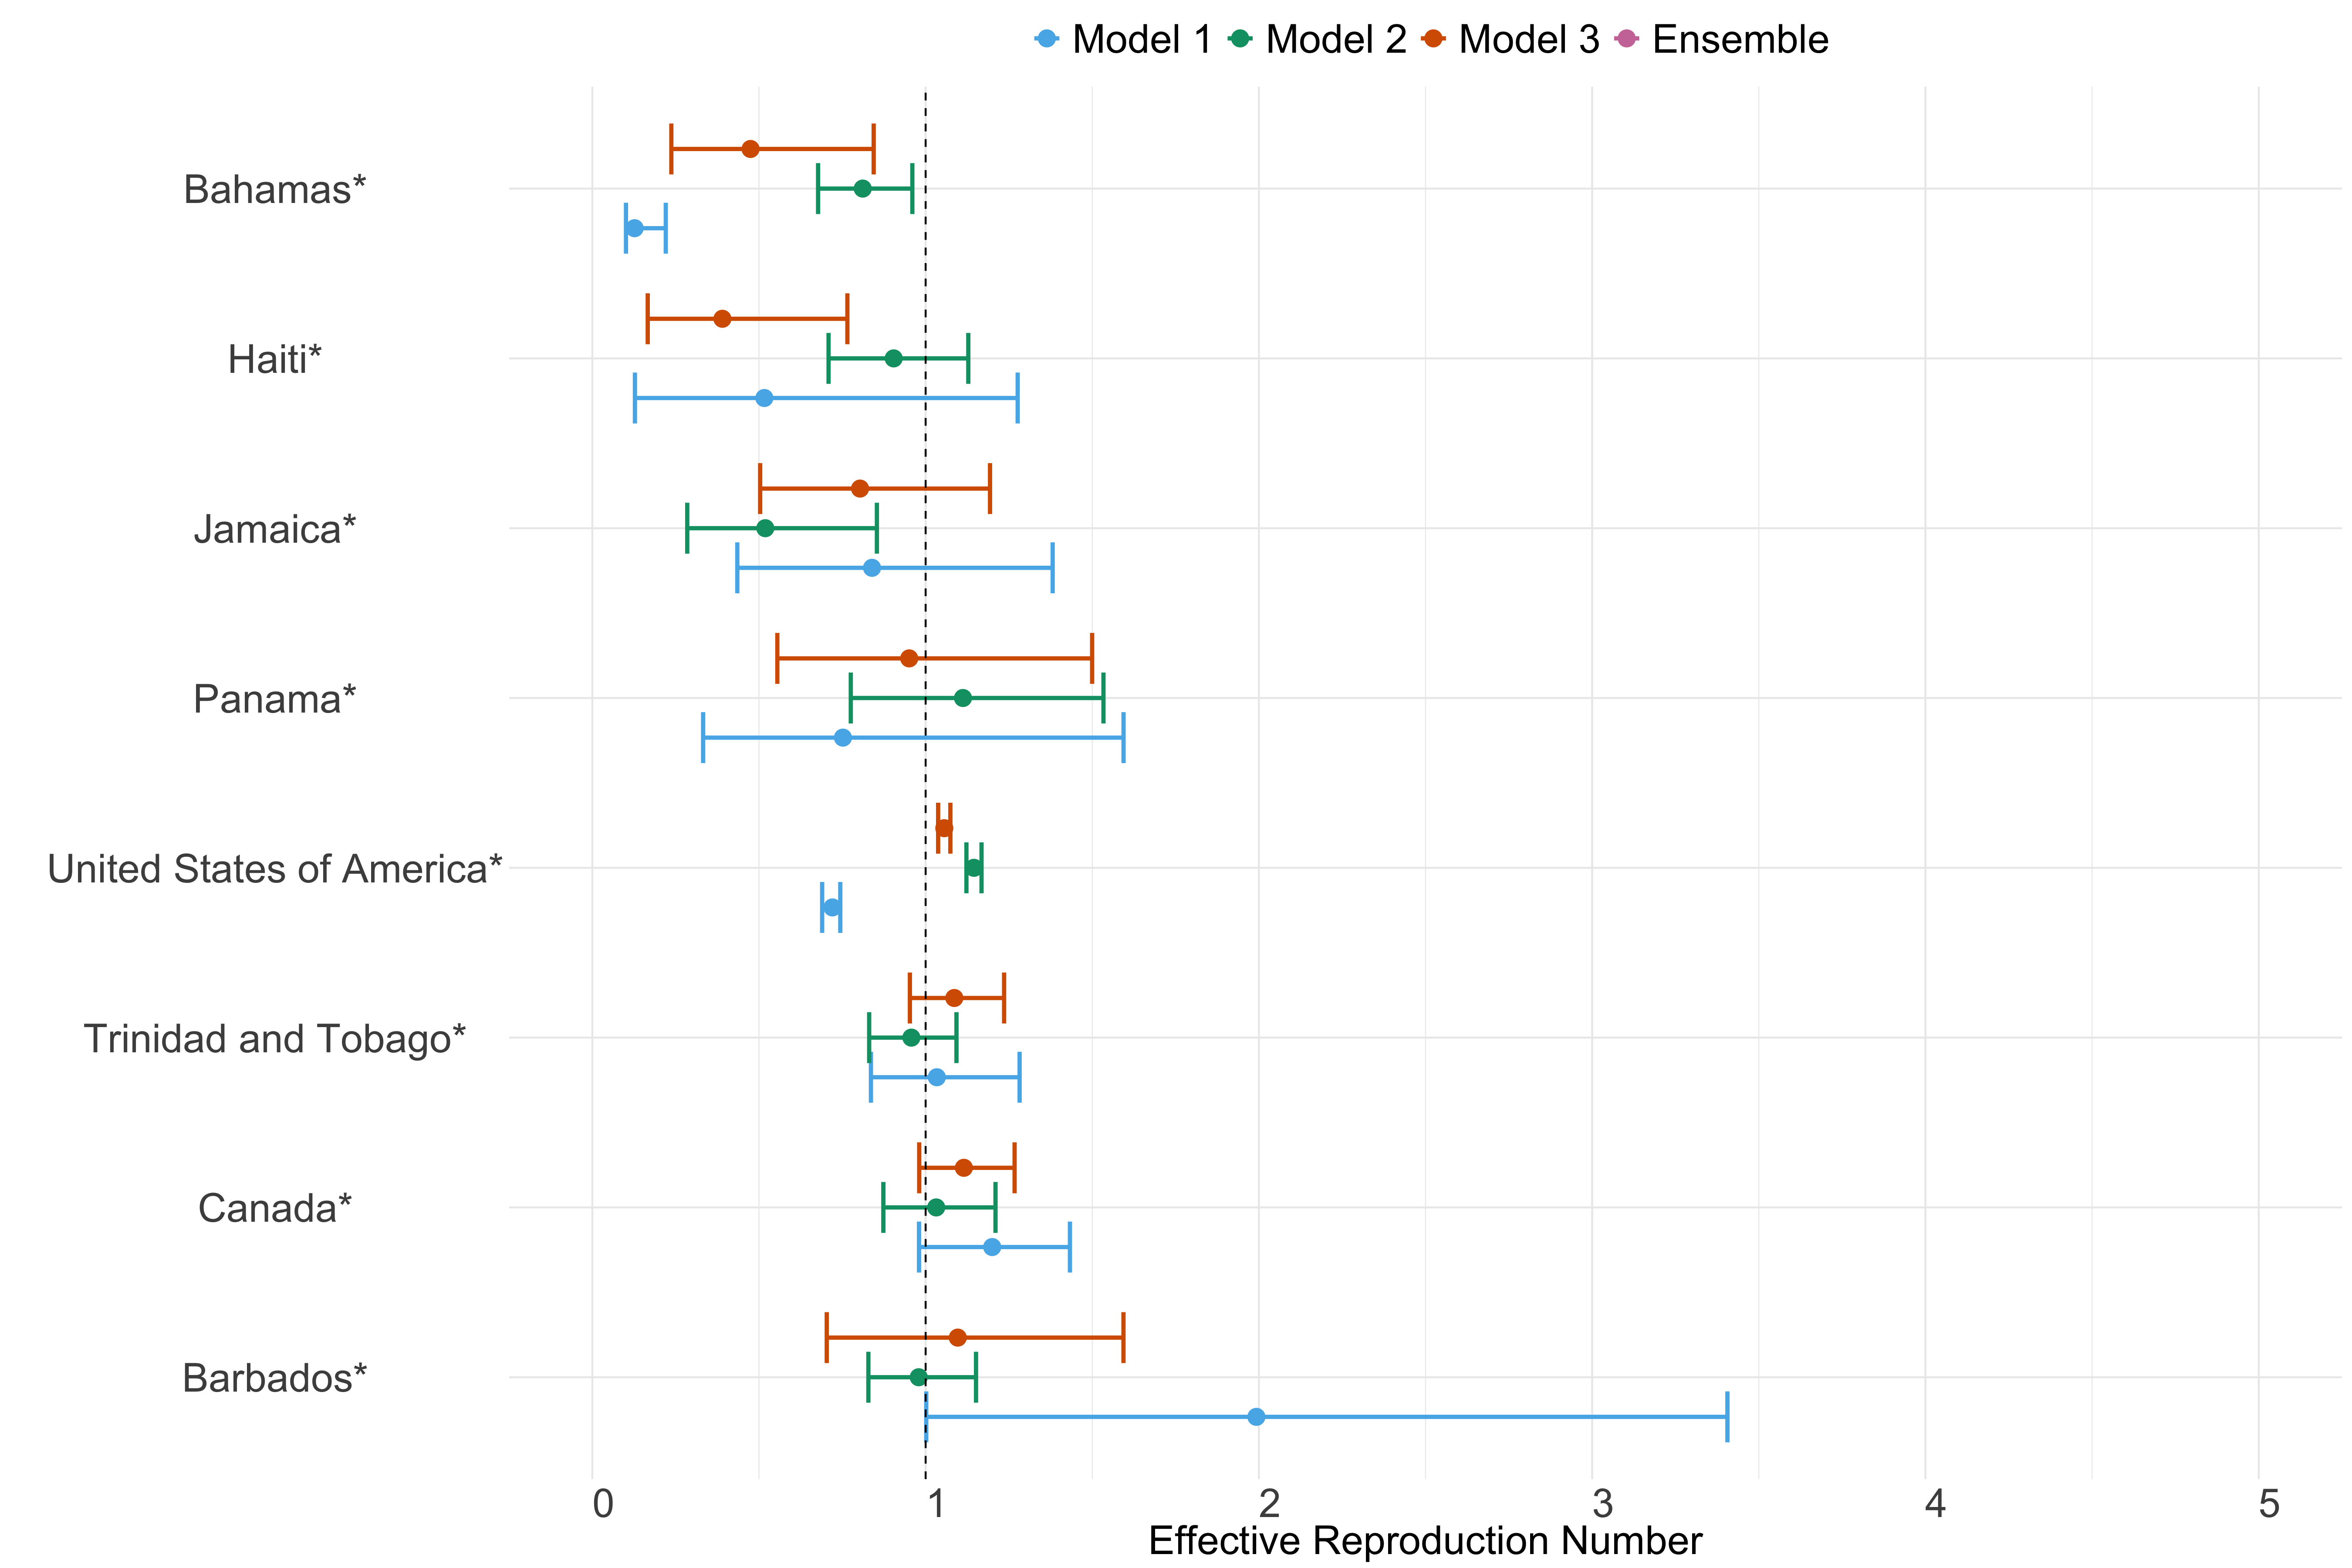 Model 1 Model 2 Model 3 Ensemble
Bahamas*
Haiti*
Jamaica*
Panama*
United States of America*
Trinidad and Tobago*
Canada*
Barbados*
0 1 2 3 4 5
Effective Reproduction Number